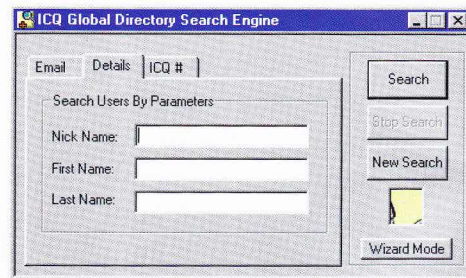 ICQ Global Directory Search Engine
Email
Details
ICQ #
Search Users By Parameters
Nick Name:
First Name:
Last Name:
Search
Stop Search
New Search
Wizard Mode